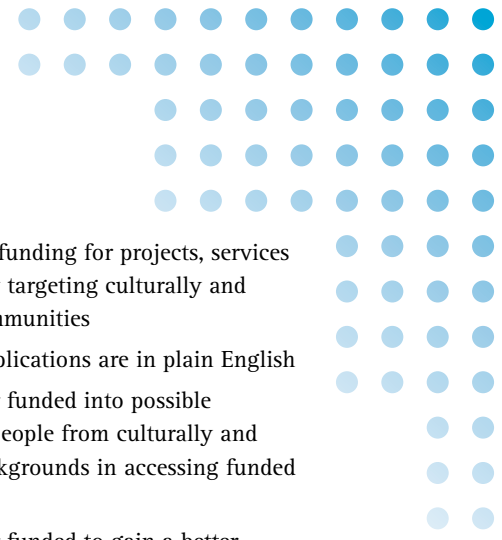 funding for projects, services
targeting culturally and
munities
plications are in plain English
funded into possible
eople from culturally and
kgrounds in accessing funded
funded to gain a better